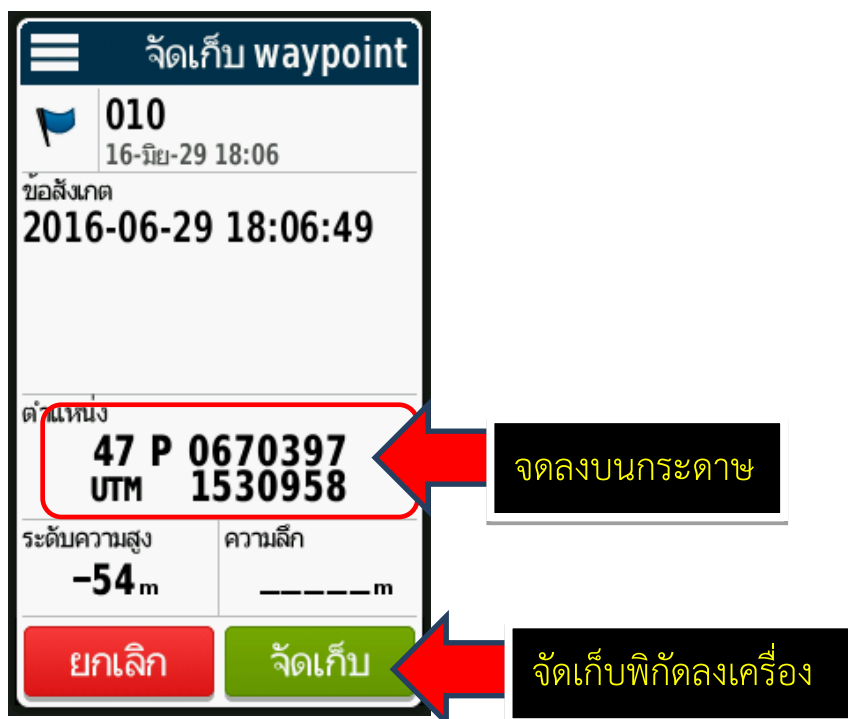 จัดเก็บ waypoint
010
16-มิย-29 18:06
ข้อสังเกต
2016-06-29 18:06:49
ตำแหน่ง
47 P 0670397
UTM 1530958
จดลงบนกระดาษ
ระดับความสูง ความลึก
-54 m _____m
ยกเลิก จัดเก็บ
จัดเก็บพิกัดลงเครื่อง